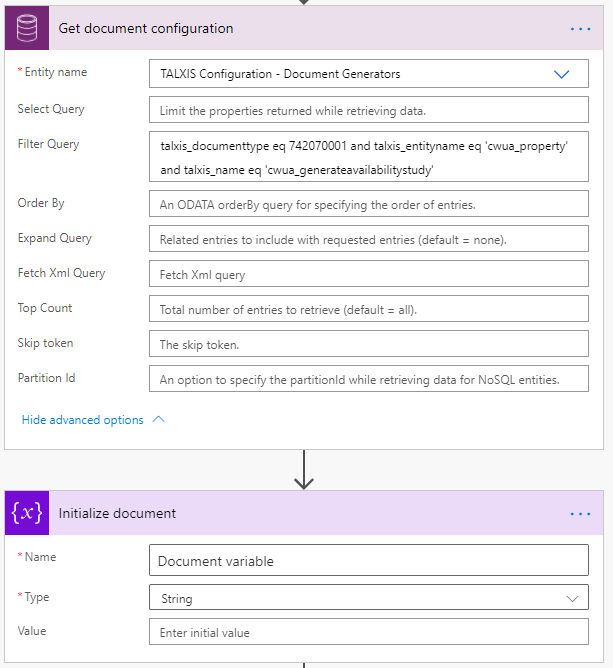 Get document configuration
* Entity name
TALXIS Configuration - Document Generators
Select Query
Limit the properties returned while retrieving data.
Filter Query
talxis_documenttype eq 742070001 and talxis_entityname eq 'cwua_property'
and talxis_name eq 'cwua_generateavailabilitystudy'
Order By
An ODATA orderBy query for specifying the order of entries.
Expand Query
Related entries to include with requested entries (default = none).
Fetch Xml Query
Fetch Xml query
Top Count
Total number of entries to retrieve (default = all).
Skip token
The skip token.
Partition Id
An option to specify the partitionId while retrieving data for NoSQL entities.
Hide advanced options
{x} Initialize document
* Name
Document variable
* Type
String
Value
Enter initial value